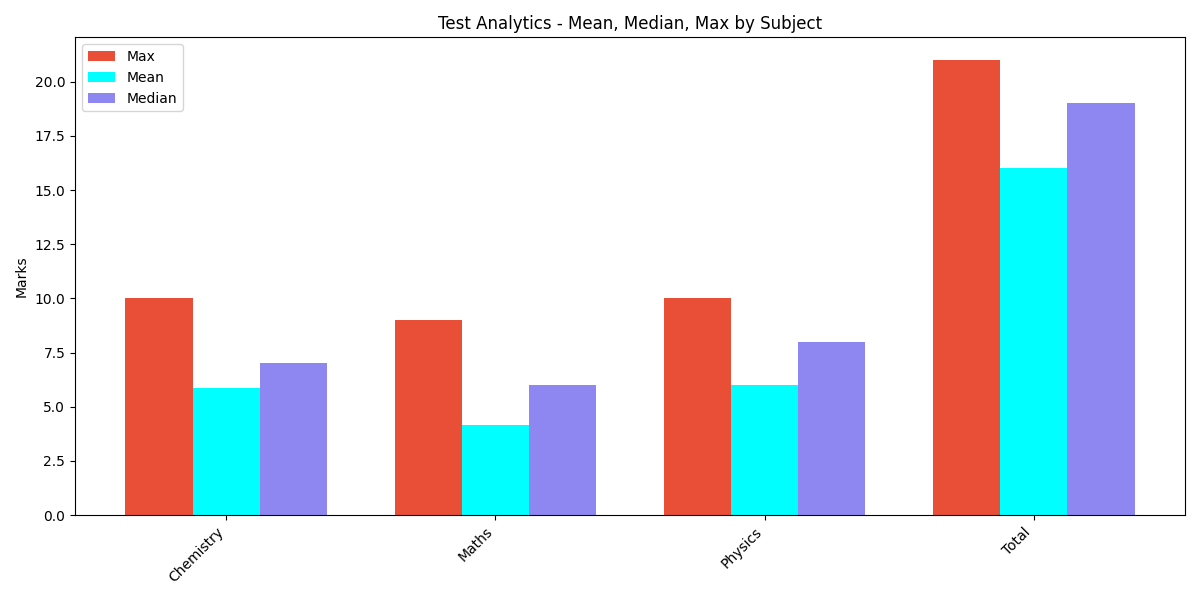 Test Analytics - Mean, Median, Max by Subject
Max
Mean
Median
20.0
17.5
15.0
12.5
10.0
7.5
5.0
2.5
0.0
Marks
Chemistry
Maths
Physics
Total